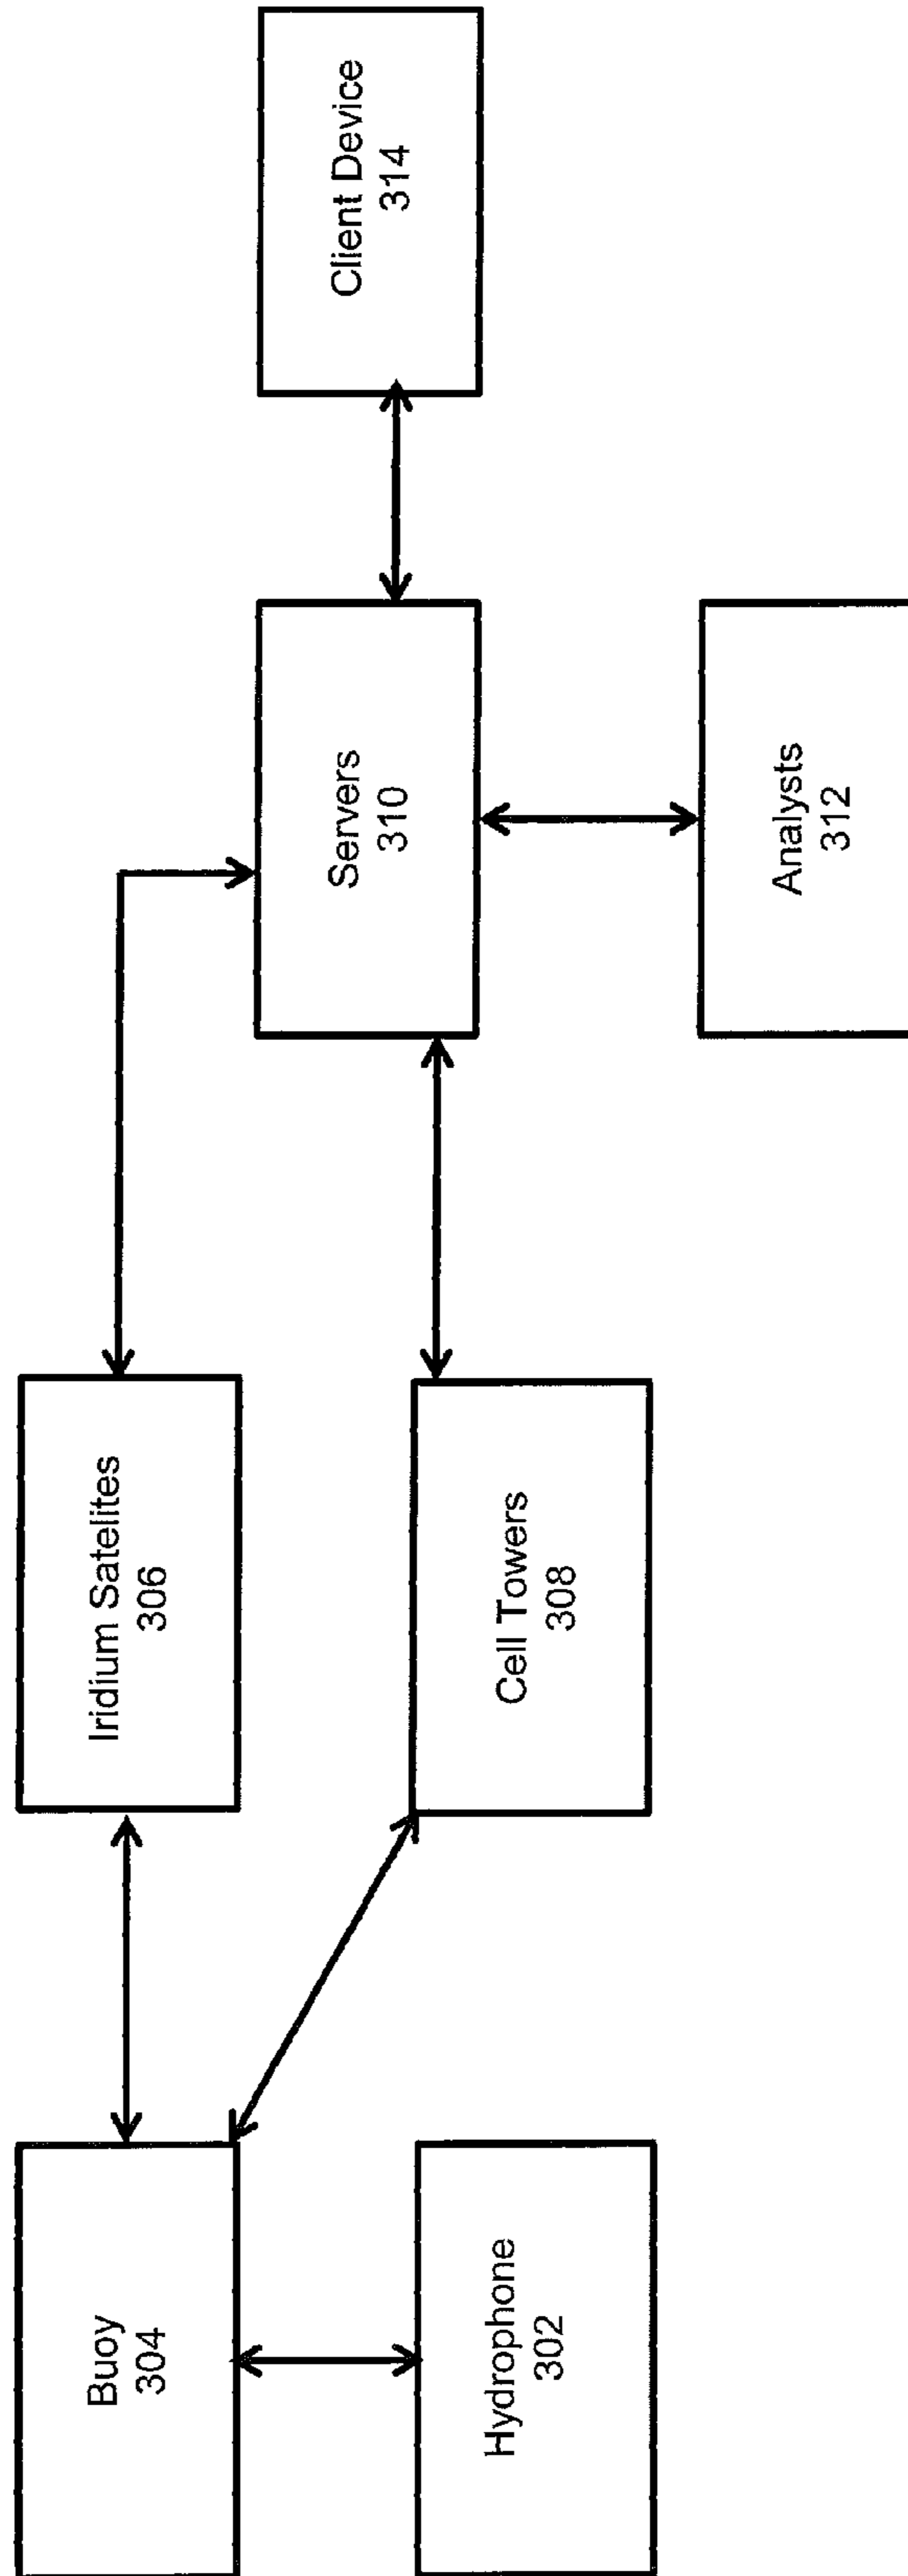 Buoy
304
Iridium Satelites
306
Servers
310
Client Device
314
Hydrophone
302
Cell Towers
308
Analysts
312